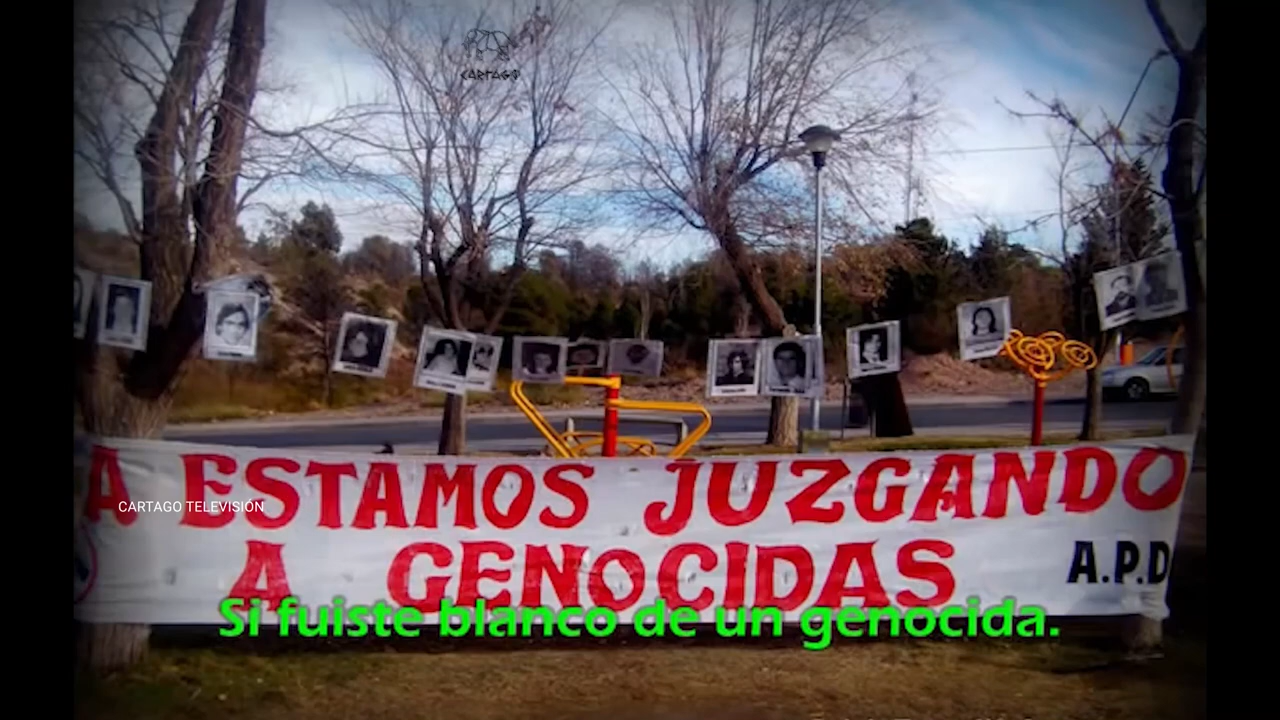 CARTAGO
A ESTAMOS JUZGANDO
CARTAGO TELEVISIÓN
A GENOCIDAS
A.P.D
Si fuiste blanco de un genocida.